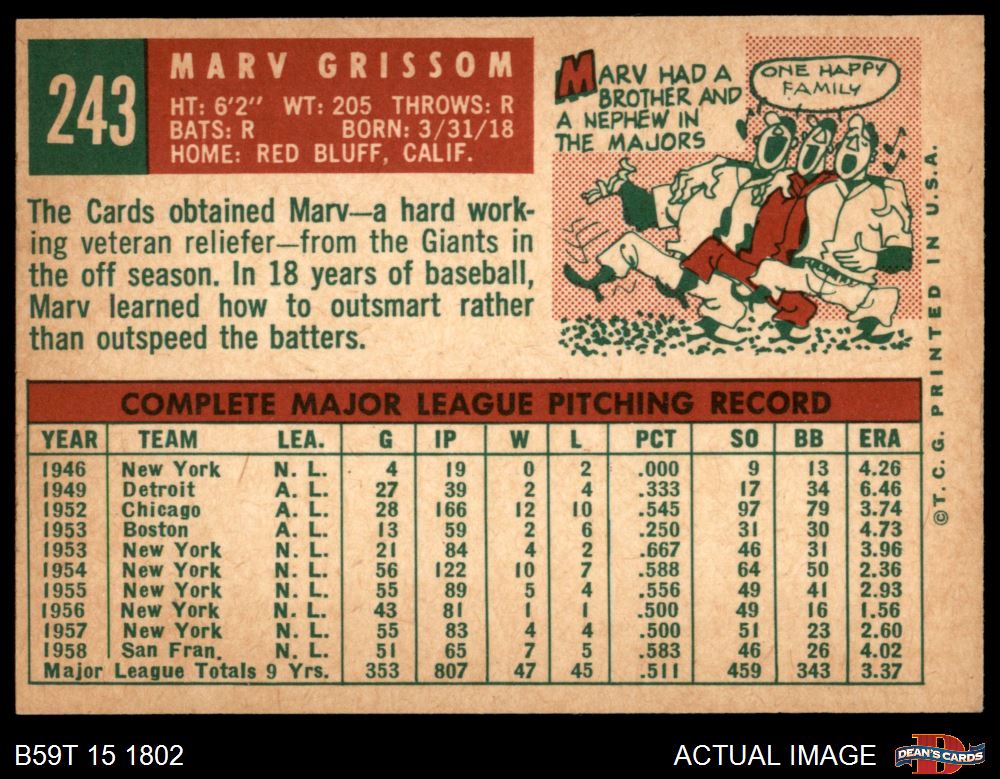 243
MARV GRISSOM
HT: 6'2" WT: 205 THROWS: R
BATS: R BORN: 3/31/18
HOME: RED BLUFF, CALIF.
The Cards obtained Marv—a hard work-
ing veteran reliefer—from the Giants in
the off season. In 18 years of baseball,
Marv learned how to outsmart rather
than outspeed the batters.
MARV HAD A
BROTHER AND
A NEPHEW IN
THE MAJORS
ONE HAPPY
FAMILY
COMPLETE MAJOR LEAGUE PITCHING RECORD
YEAR TEAM LEA. G IP W L PCT SO BB ERA
1946 New York N. L. 4 19 0 2 .000 9 13 4.26
1949 Detroit A. L. 27 39 2 4 .333 17 34 6.46
1952 Chicago A. L. 28 166 12 10 .545 97 79 3.74
1953 Boston A. L. 13 59 2 6 .250 31 30 4.73
1953 New York N. L. 21 84 4 2 .667 46 31 3.96
1954 New York N. L. 56 122 10 7 .588 64 50 2.36
1955 New York N. L. 55 89 5 4 .556 49 41 2.93
1956 New York N. L. 43 81 1 1 .500 49 16 1.56
1957 New York N. L. 55 83 4 4 .500 51 23 2.60
1958 San Fran. N. L. 51 65 7 5 .583 46 26 4.02
Major League Totals 9 Yrs. 353 807 47 45 .511 459 343 3.37
©T. C. G. PRINTED IN U.S.A.
B59T 15 1802
ACTUAL IMAGE
DEAN'S CARDS